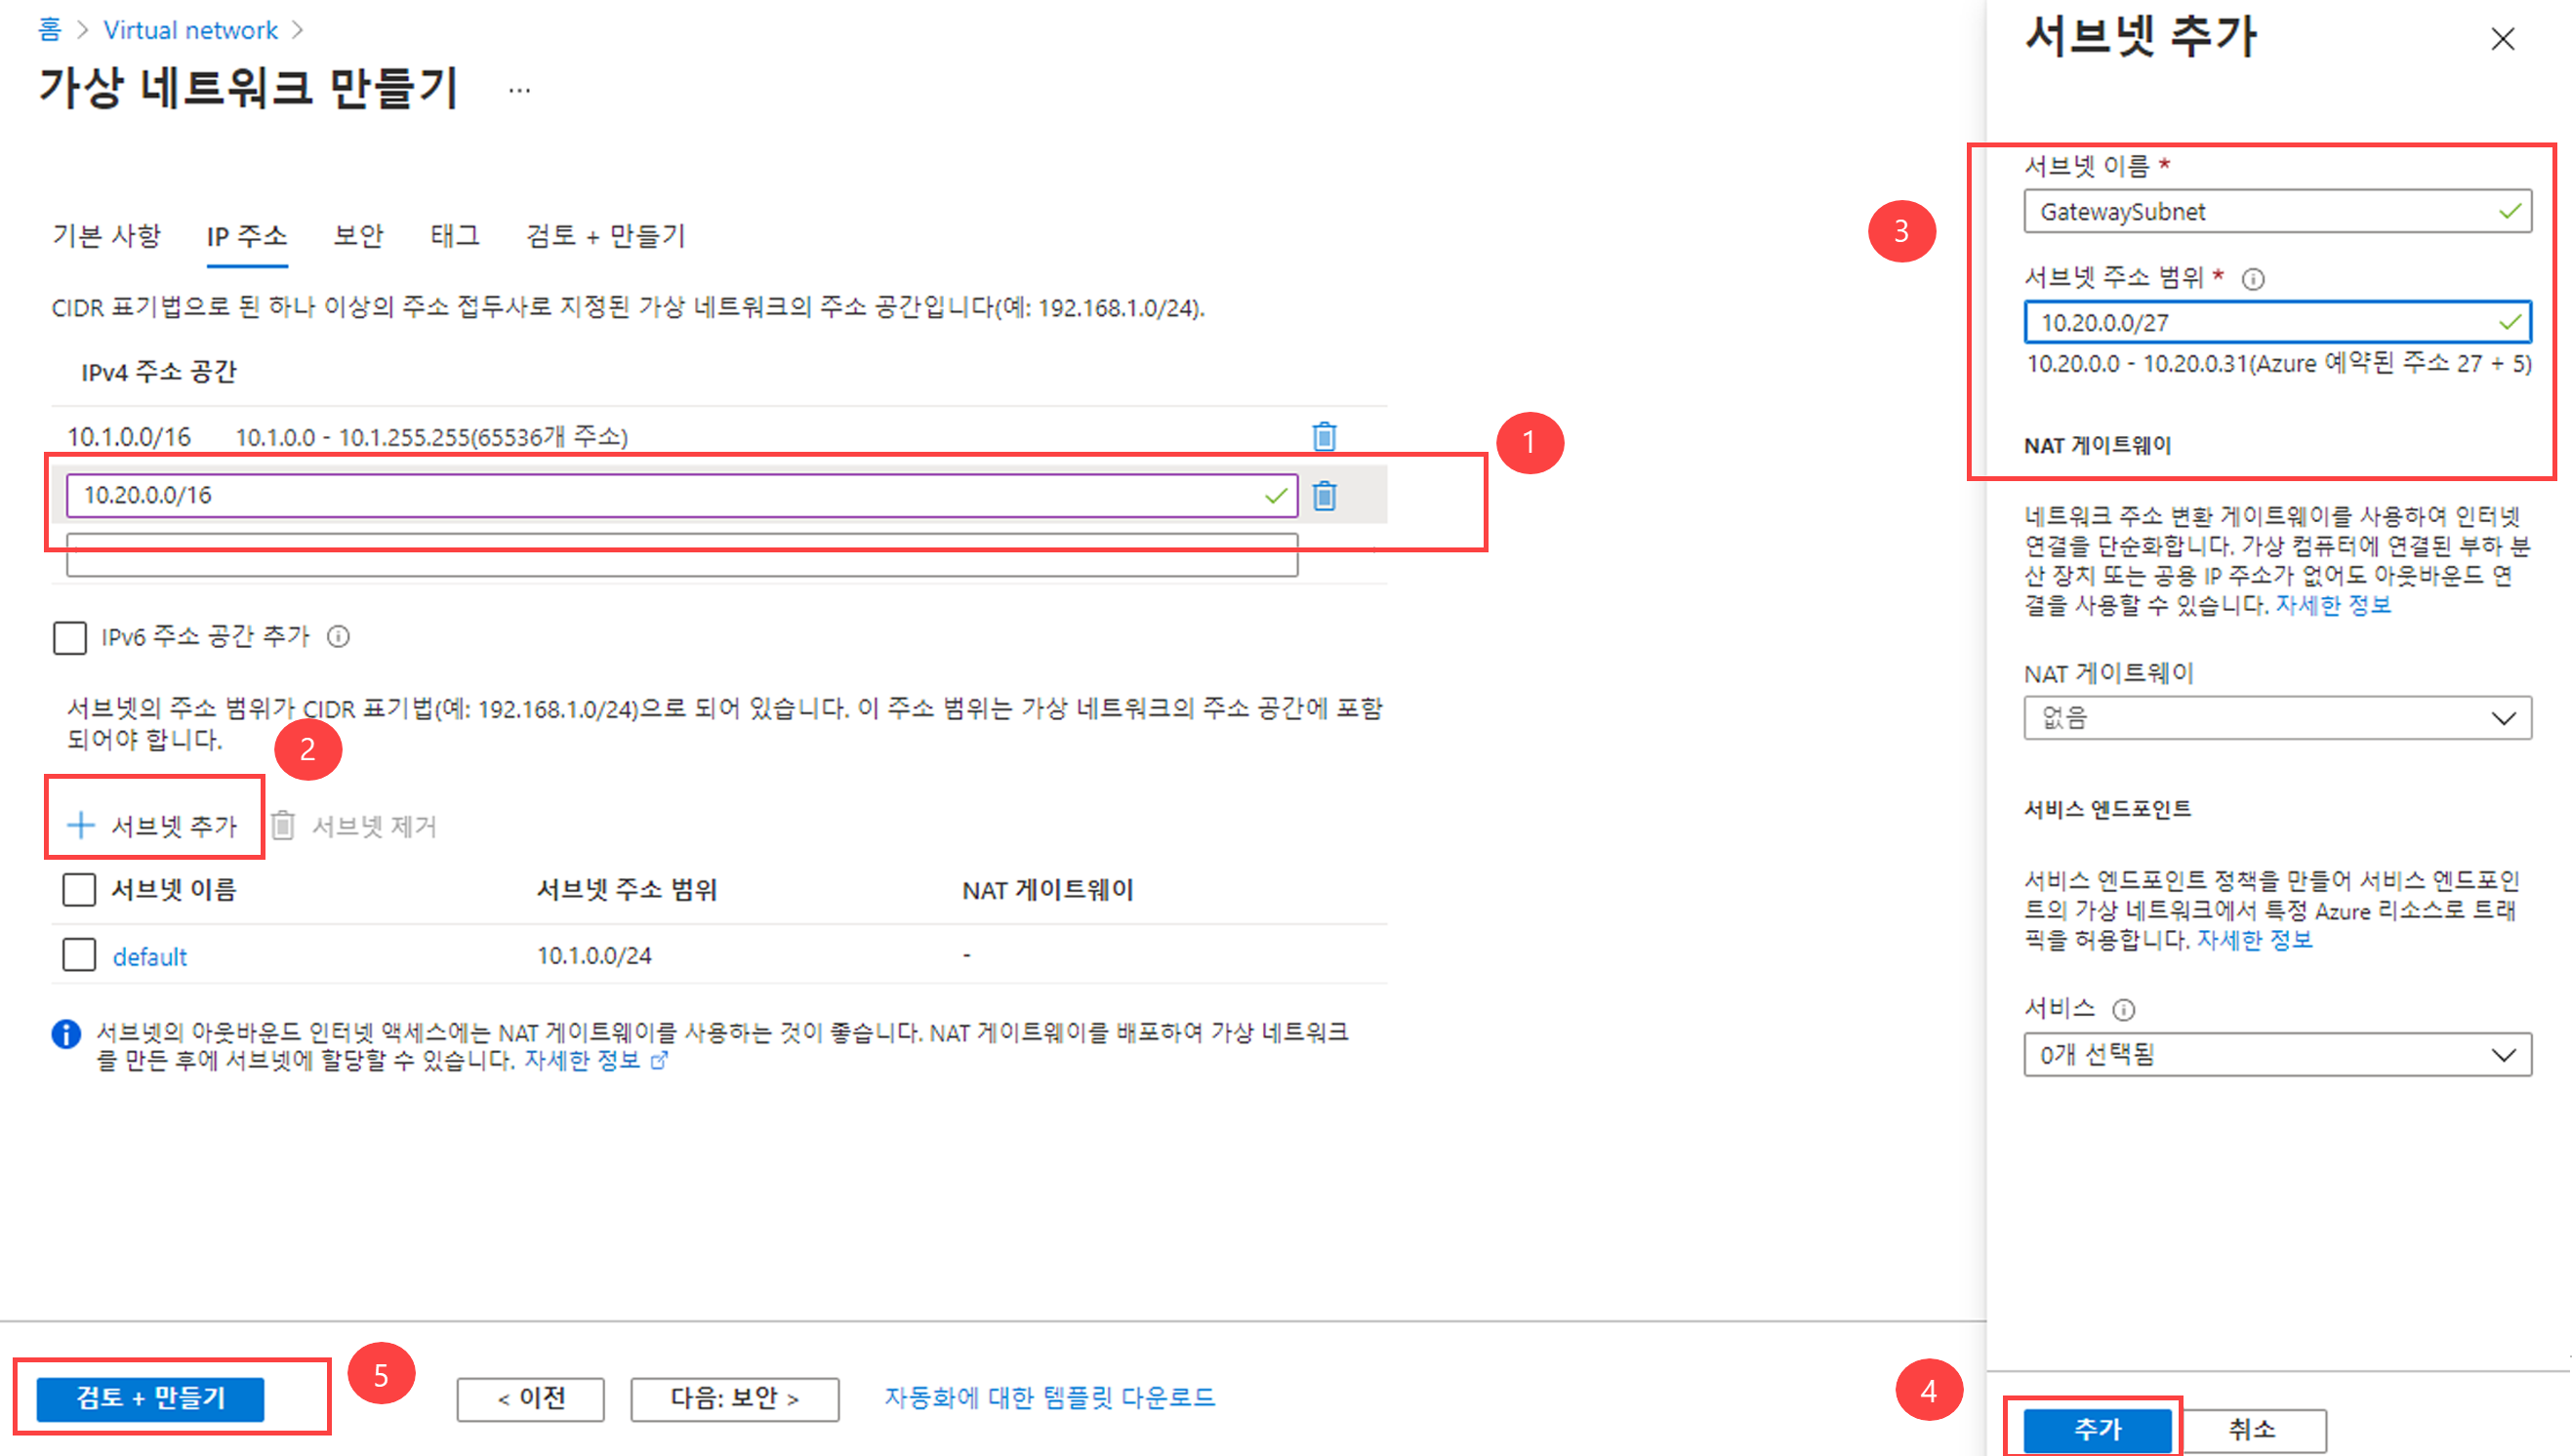 홈 > Virtual network >
가상 네트워크 만들기 ...
기본 사항 IP 주소 보안 태그 검토 + 만들기
CIDR 표기법으로 된 하나 이상의 주소 접두사로 지정된 가상 네트워크의 주소 공간입니다(예: 192.168.1.0/24).
IPv4 주소 공간
10.1.0.0/16 10.1.0.0 - 10.1.255.255(65536개 주소)
1
10.20.0.0/16
IPv6 주소 공간 추가
서브넷의 주소 범위가 CIDR 표기법(예: 192.168.1.0/24)으로 되어 있습니다. 이 주소 범위는 가상 네트워크의 주소 공간에 포함
되어야 합니다.
2
서브넷 추가 서브넷 제거
서브넷 이름 서브넷 주소 범위 NAT 게이트웨이
default 10.1.0.0/24 -
서브넷의 아웃바운드 인터넷 액세스에는 NAT 게이트웨이를 사용하는 것이 좋습니다. NAT 게이트웨이를 배포하여 가상 네트워크
를 만든 후에 서브넷에 할당할 수 있습니다. 자세한 정보
검토 + 만들기 5 < 이전 다음: 보안 > 자동화에 대한 템플릿 다운로드
서브넷 추가
3
서브넷 이름 *
GatewaySubnet
서브넷 주소 범위 *
10.20.0.0/27
10.20.0.0 - 10.20.0.31(Azure 예약된 주소 27 + 5)
NAT 게이트웨이
네트워크 주소 변환 게이트웨이를 사용하여 인터넷
연결을 단순화합니다. 가상 컴퓨터에 연결된 부하 분
산 장치 또는 공용 IP 주소가 없어도 아웃바운드 연
결을 사용할 수 있습니다. 자세한 정보
NAT 게이트웨이
없음
서비스 엔드포인트
서비스 엔드포인트 정책을 만들어 서비스 엔드포인
트의 가상 네트워크에서 특정 Azure 리소스로 트래
픽을 허용합니다. 자세한 정보
서비스
0개 선택됨
4
추가 취소